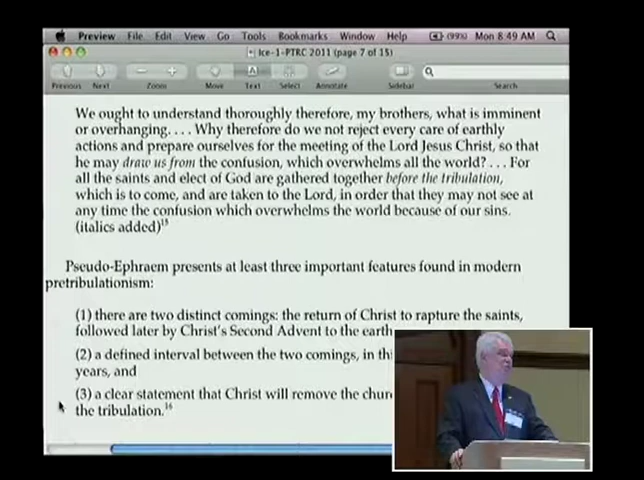 Preview File Edit View Go Tools Bookmarks Window Help (99%) Mon 8:49 AM
Ice-1-PTRC 2011 (page 7 of 15)
Previous Next Zoom Move Text Select Annotate Sidebar Search
We ought to understand thoroughly therefore, my brothers, what is imminent
or overhanging. . . . Why therefore do we not reject every care of earthly
actions and prepare ourselves for the meeting of the Lord Jesus Christ, so that
he may draw us from the confusion, which overwhelms all the world? . . . For
all the saints and elect of God are gathered together before the tribulation,
which is to come, and are taken to the Lord, in order that they may not see at
any time the confusion which overwhelms the world because of our sins.
(italics added)15
Pseudo-Ephraem presents at least three important features found in modern
pretribulationism:
(1) there are two distinct comings: the return of Christ to rapture the saints,
followed later by Christ's Second Advent to the earth
(2) a defined interval between the two comings, in thi
years, and
(3) a clear statement that Christ will remove the churc
the tribulation.16